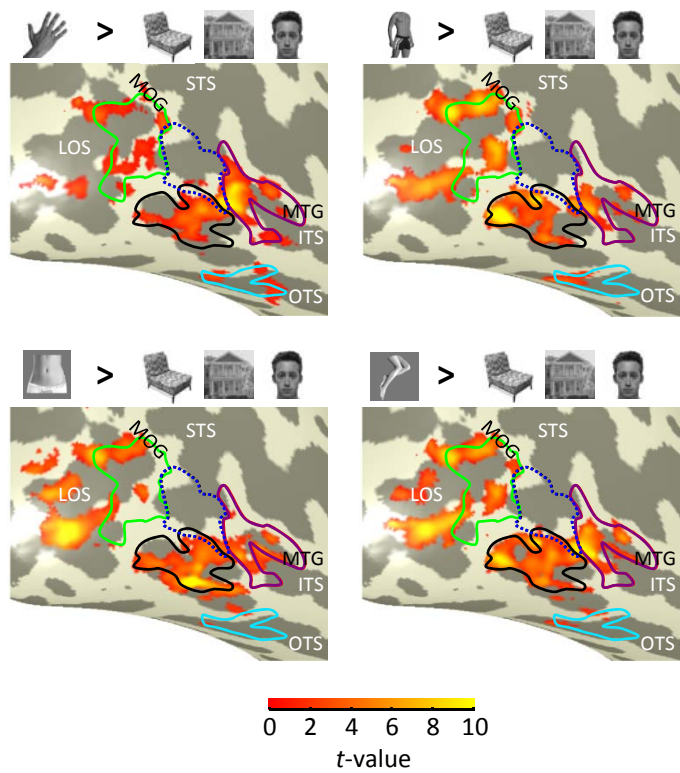 > >
STS
MOG
LOS
MTG
ITS
OTS
STS
MOG
LOS
MTG
ITS
OTS
> >
STS
MOG
LOS
MTG
ITS
OTS
STS
MOG
LOS
MTG
ITS
OTS
0 2 4 6 8 10
t-value